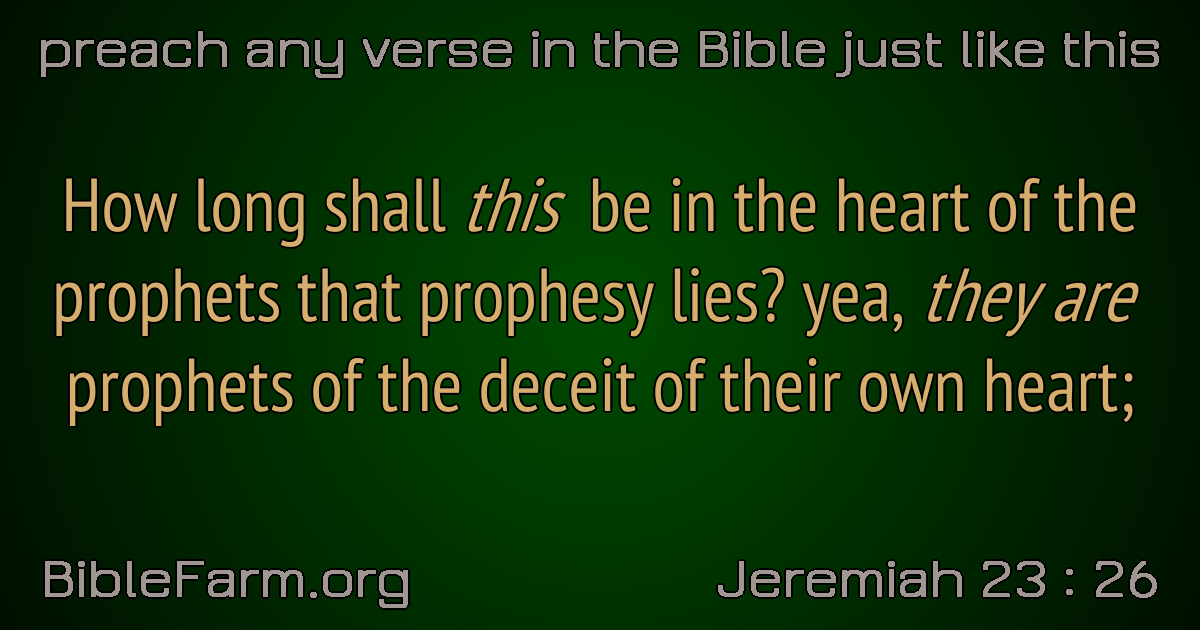 preach any verse in the Bible just like this
How long shall this be in the heart of the
prophets that prophesy lies? yea, they are
prophets of the deceit of their own heart;
BibleFarm.org
Jeremiah 23 : 26